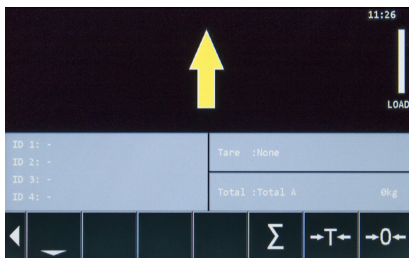 11:26
LOAD
ID 1: -
ID 2: -
ID 3: -
ID 4: -
Tare :None
Total :Total A 0kg
Σ →T← →0←